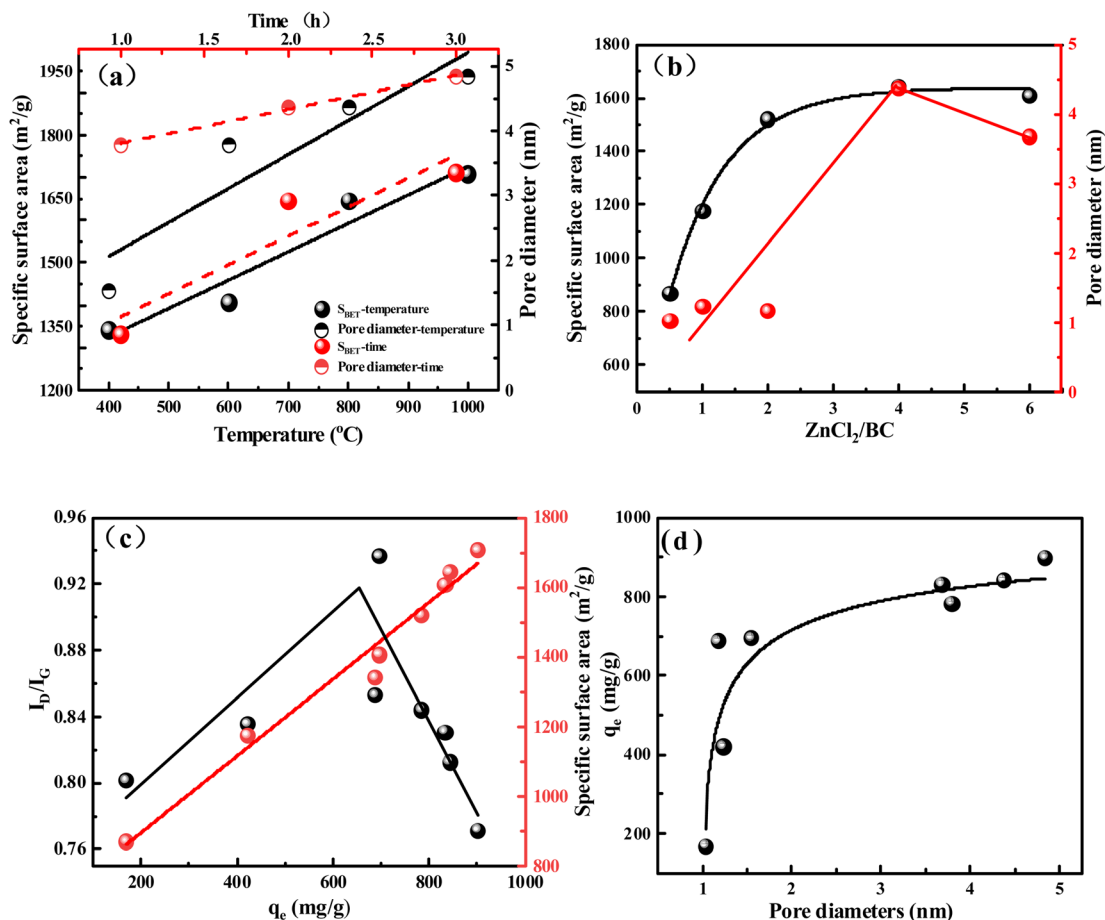 Time (h)
1.0 1.5 2.0 2.5 3.0
(a)
Specific surface area (m²/g)
1950
1800
1650
1500
1350
1200
5
4
3
2
1
0
Pore diameter (nm)
S_BET-temperature
Pore diameter-temperature
S_BET-time
Pore diameter-time
400 500 600 700 800 900 1000
Temperature (°C)
(b)
Specific surface area (m²/g)
1800
1600
1400
1200
1000
800
600
5
4
3
2
1
0
Pore diameter (nm)
0 1 2 3 4 5 6
ZnCl₂/BC
(c)
I_D/I_G
0.96
0.92
0.88
0.84
0.80
0.76
1800
1600
1400
1200
1000
800
Specific surface area (m²/g)
200 400 600 800 1000
qₑ (mg/g)
(d)
qₑ (mg/g)
1000
800
600
400
200
1 2 3 4 5
Pore diameters (nm)